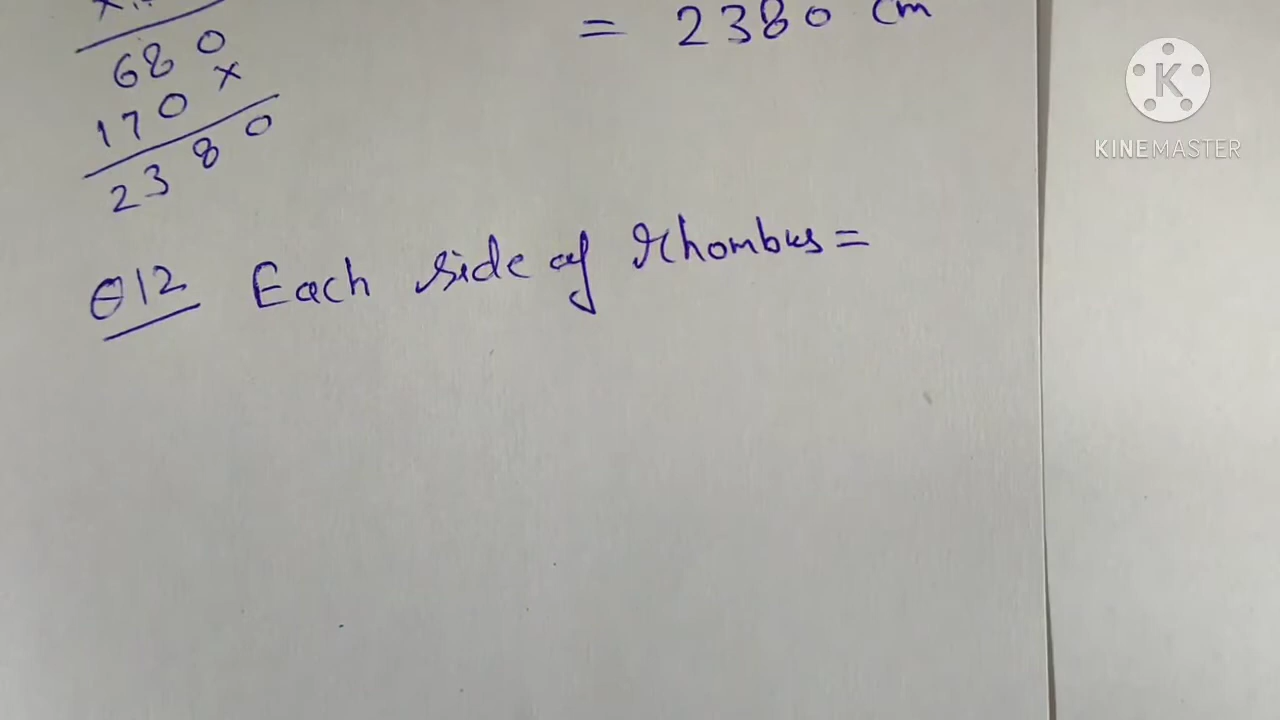 = 2380 cm
680
170 x
2380
Q12 Each side of rhombus =
K
KINEMASTER